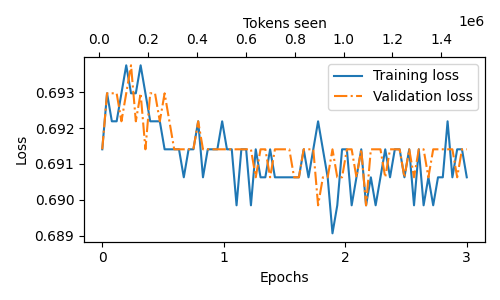 Tokens seen
1e6
0.0 0.2 0.4 0.6 0.8 1.0 1.2 1.4
Training loss
Validation loss
Loss
0.693
0.692
0.691
0.690
0.689
0 1 2 3
Epochs